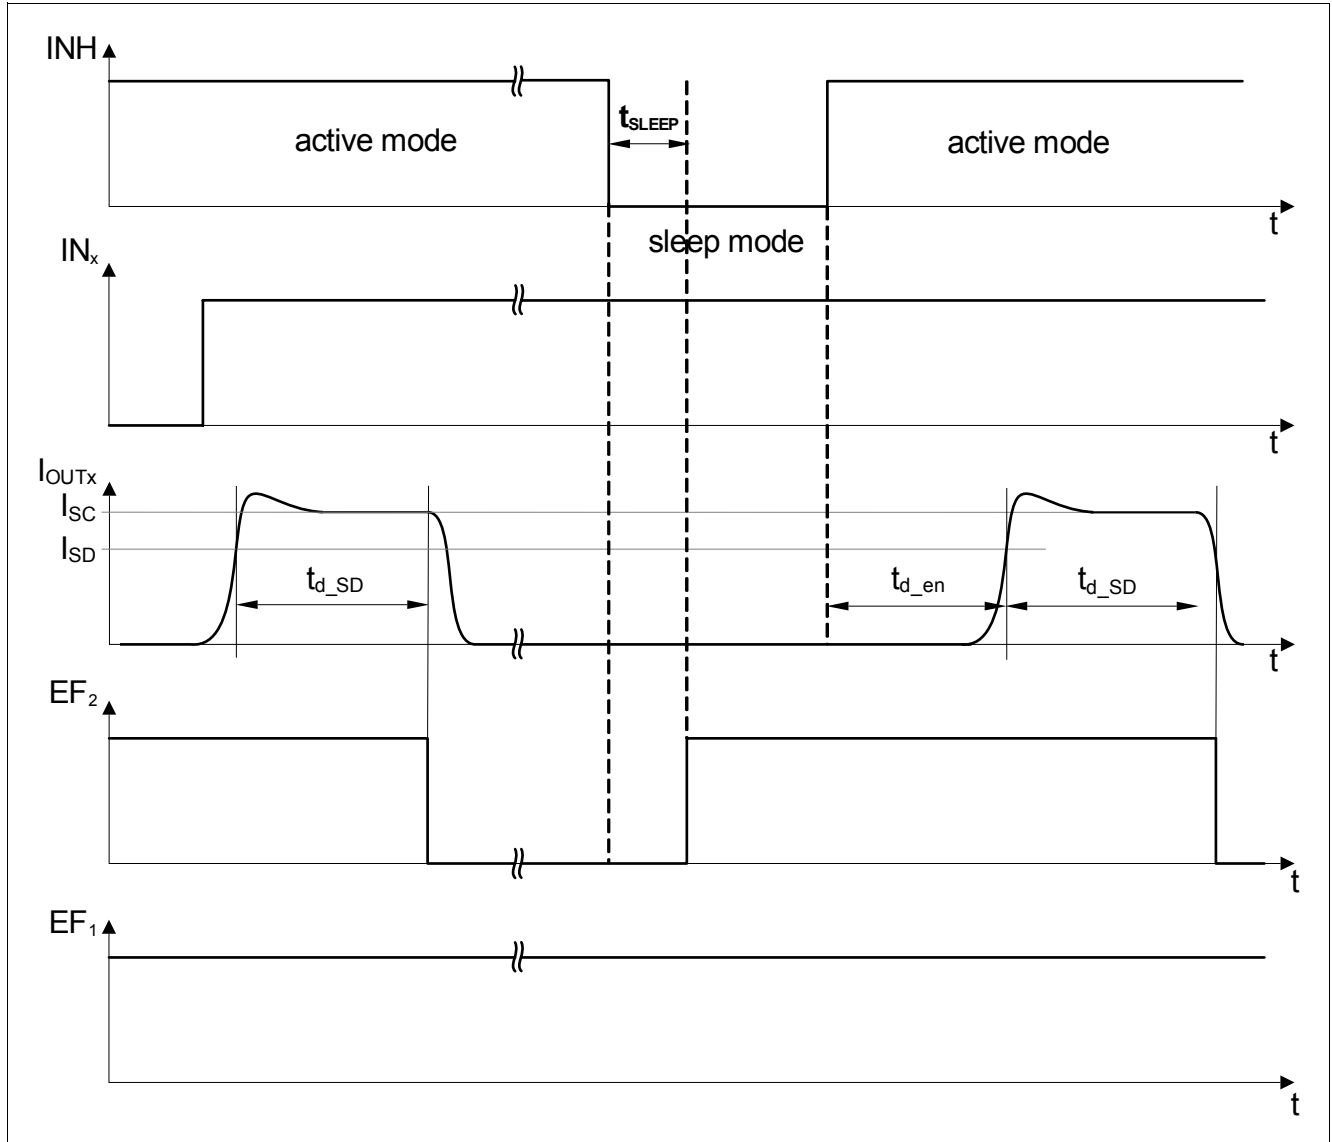 INH
t_SLEEP
active mode
active mode
t
sleep mode
IN_x
t
I_OUTx
I_SC
I_SD
t_d_SD
t_d_en
t_d_SD
t
EF_2
t
EF_1
t